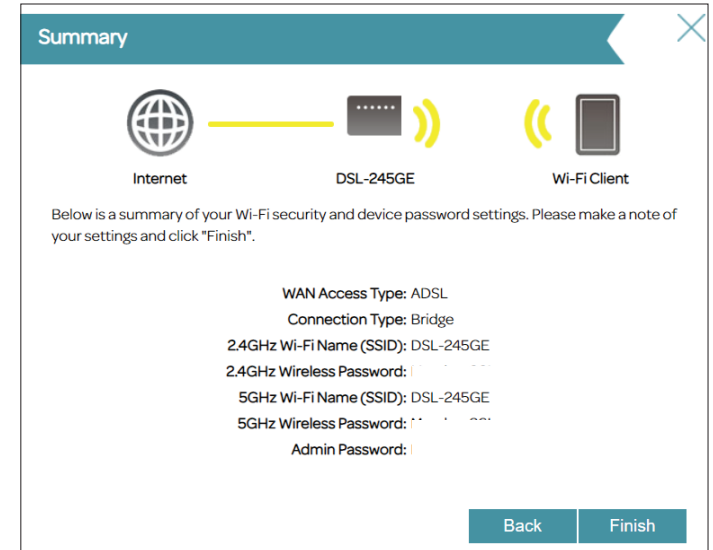 Summary
Internet
DSL-245GE
Wi-Fi Client
Below is a summary of your Wi-Fi security and device password settings. Please make a note of
your settings and click "Finish".
WAN Access Type: ADSL
Connection Type: Bridge
2.4GHz Wi-Fi Name (SSID): DSL-245GE
2.4GHz Wireless Password:
5GHz Wi-Fi Name (SSID): DSL-245GE
5GHz Wireless Password:
Admin Password:
Back
Finish